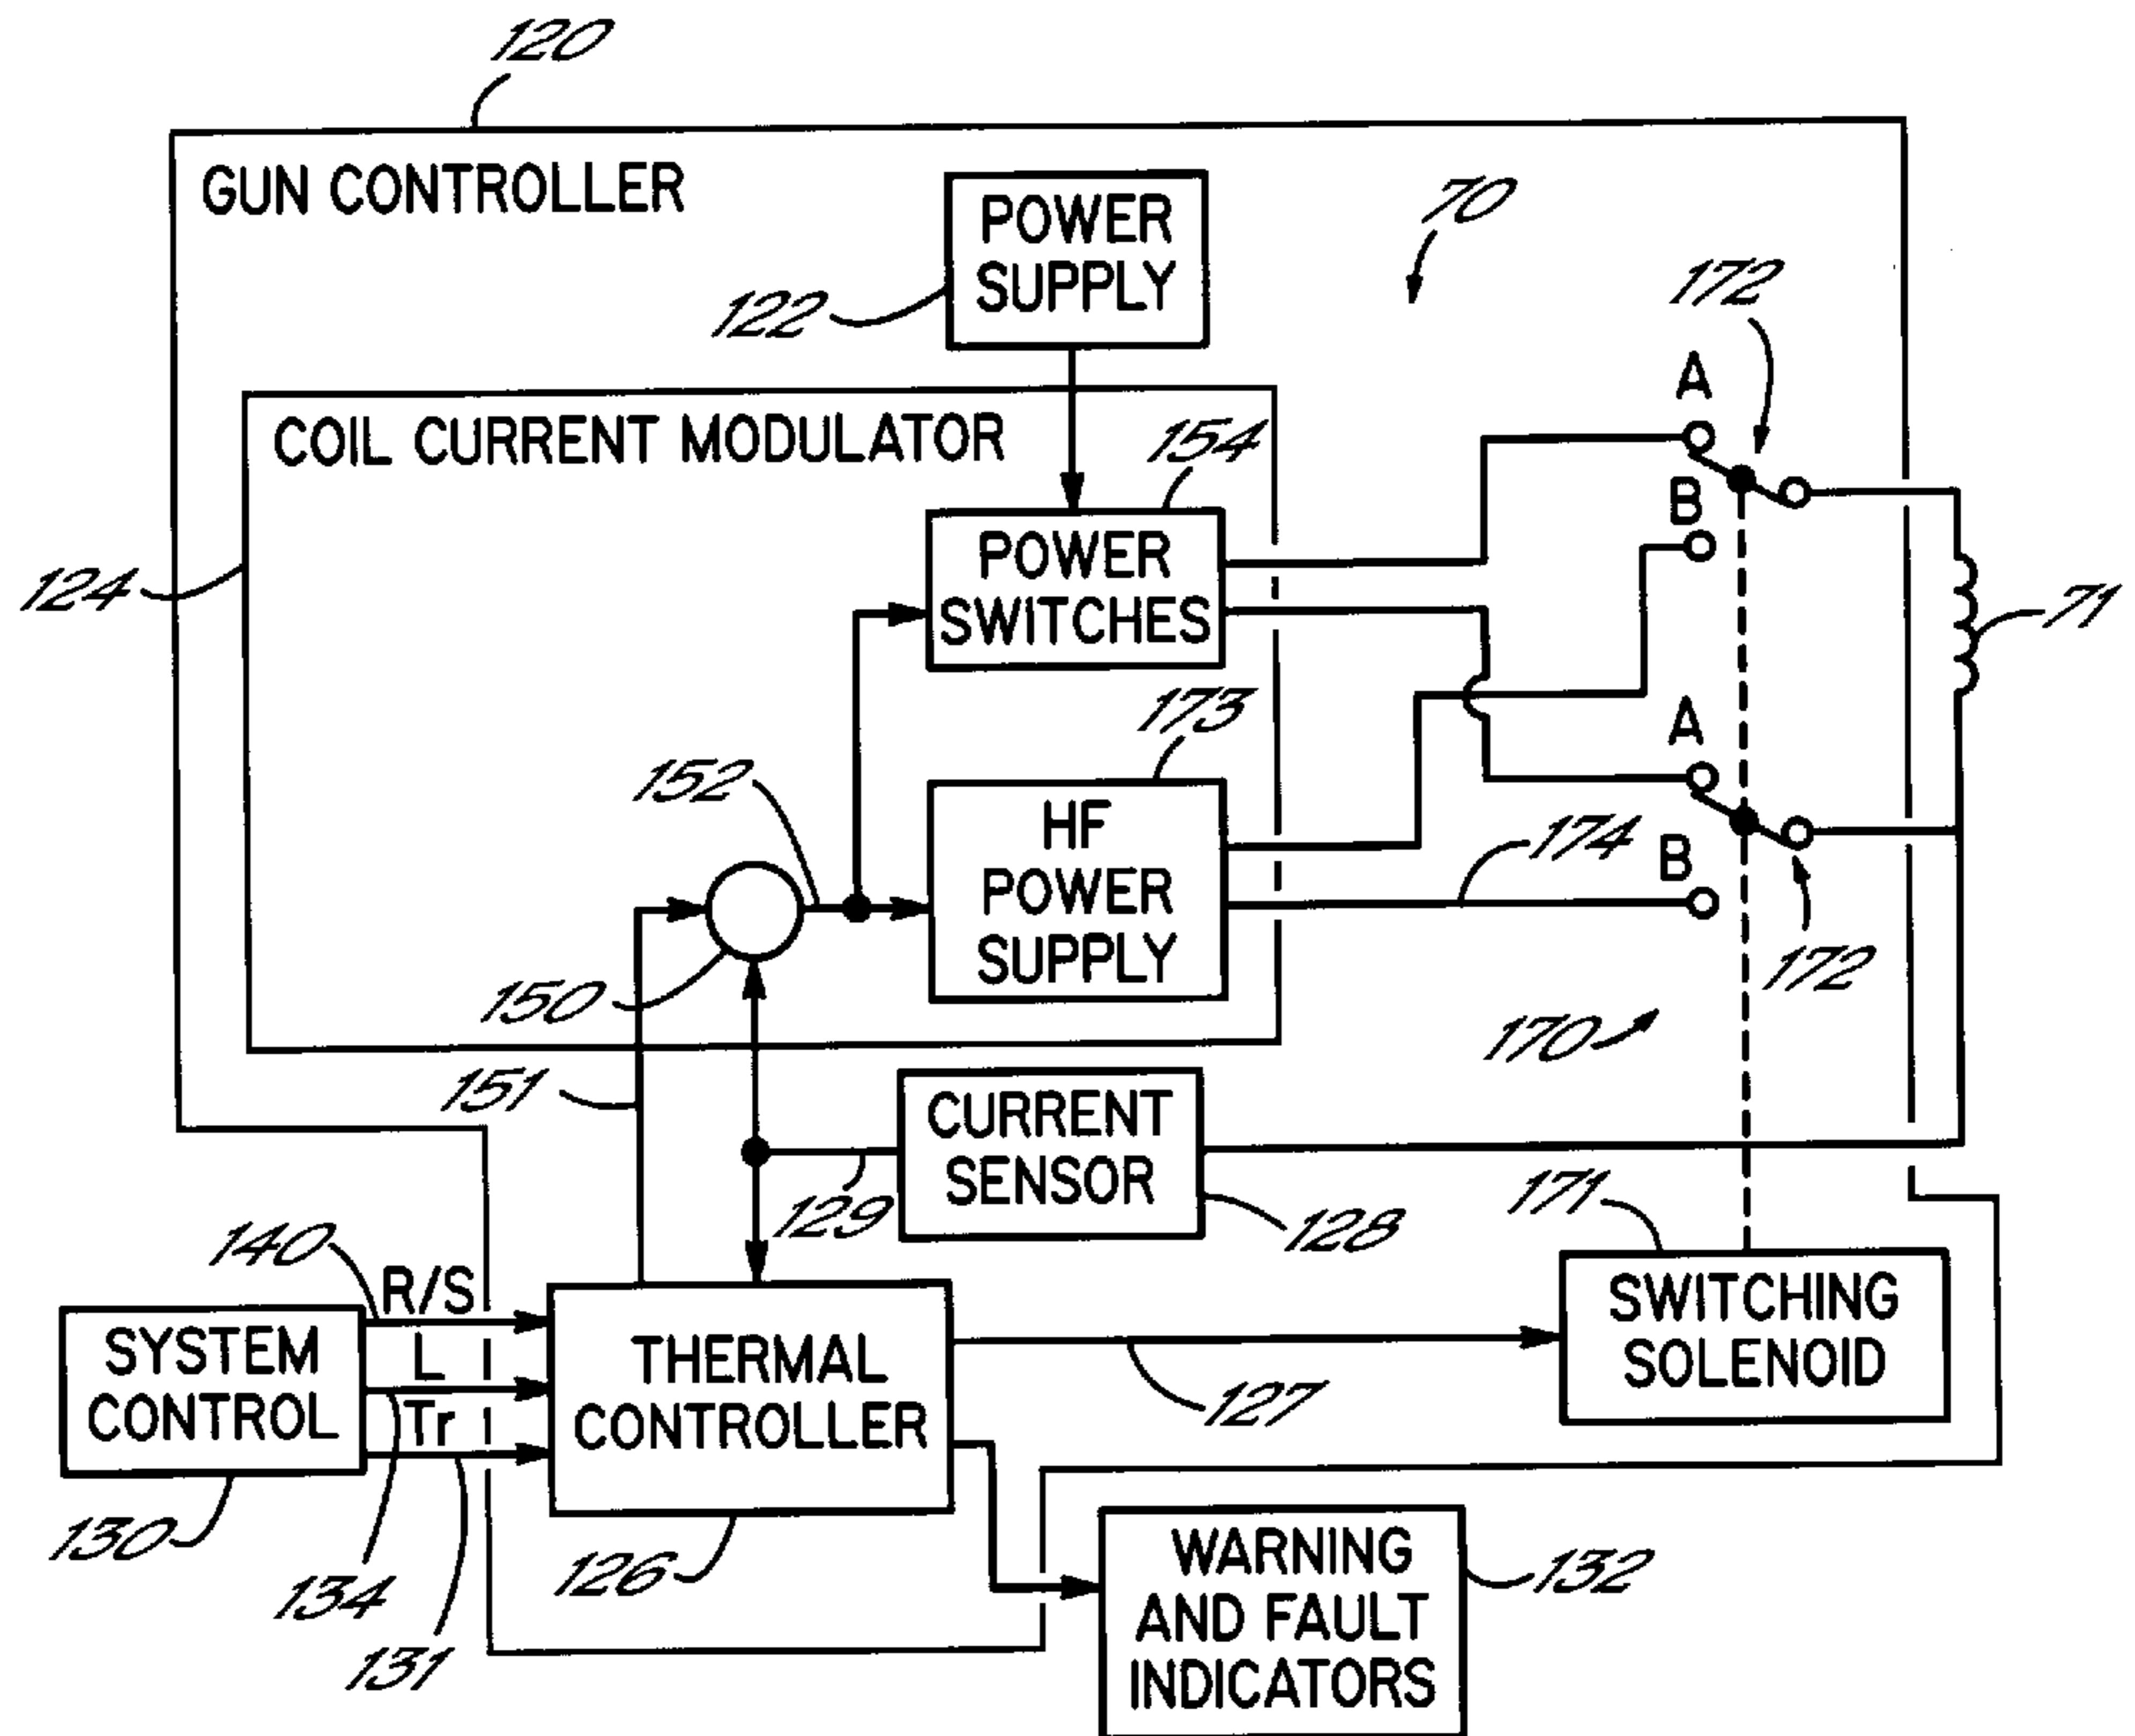 120
GUN CONTROLLER
POWER
SUPPLY
122
70
172
COIL CURRENT MODULATOR
154
A
B
124
POWER
SWITCHES
71
173
A
152
HF
POWER
SUPPLY
174
B
172
150
170
151
CURRENT
SENSOR
129
128
171
140
R/S
L
Tr
SYSTEM
CONTROL
THERMAL
CONTROLLER
127
SWITCHING
SOLENOID
130
134
131
126
WARNING
AND FAULT
INDICATORS
132